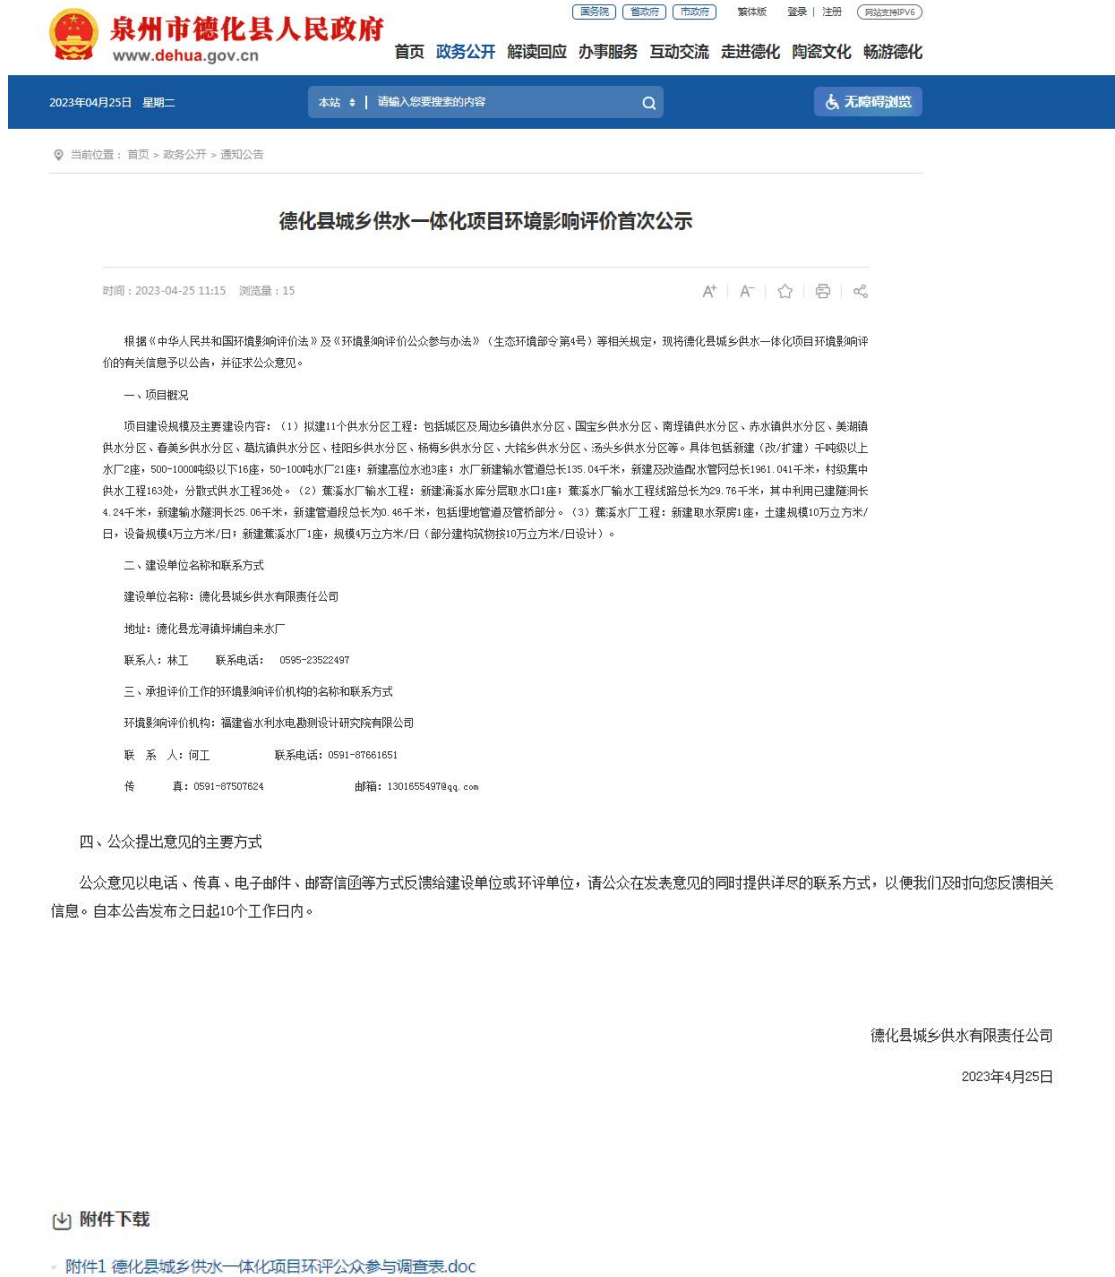 国务院 省政府 市政府 繁体版 登录 | 注册 网站支持IPV6
泉州市德化县人民政府
www.dehua.gov.cn
首页 政务公开 解读回应 办事服务 互动交流 走进德化 陶瓷文化 畅游德化
2023年04月25日 星期二 本站 | 请输入您要搜索的内容 无障碍浏览
当前位置： 首页 > 政务公开 > 通知公告
德化县城乡供水一体化项目环境影响评价首次公示
时间：2023-04-25 11:15 浏览量：15 A+ | A-
根据《中华人民共和国环境影响评价法》及《环境影响评价公众参与办法》（生态环境部令第4号）等相关规定，现将德化县城乡供水一体化项目环境影响评
价的有关信息予以公告，并征求公众意见。
一、项目概况
项目建设规模及主要建设内容：（1）拟建11个供水分区工程：包括城区及周边乡镇供水分区、国宝乡供水分区、南埕镇供水分区、赤水镇供水分区、美湖镇
供水分区、春美乡供水分区、葛坑镇供水分区、桂阳乡供水分区、杨梅乡供水分区、大铭乡供水分区、汤头乡供水分区等。具体包括新建（改/扩建）千吨级以上
水厂2座，500-1000吨级以下16座，50-100吨水厂21座；新建高位水池3座；水厂新建输水管道总长135.04千米，新建及改造配水管网总长1961.041千米，村级集中
供水工程163处，分散式供水工程36处。（2）蕉溪水厂输水工程：新建涌溪水库分层取水口1座；蕉溪水厂输水工程线路总长为29.76千米，其中利用已建隧洞长
4.24千米，新建输水隧洞长25.06千米，新建管道段总长为0.46千米，包括埋地管道及管桥部分。（3）蕉溪水厂工程：新建取水泵房1座，土建规模10万立方米/
日，设备规模4万立方米/日；新建蕉溪水厂1座，规模4万立方米/日（部分建构筑物按10万立方米/日设计）。
二、建设单位名称和联系方式
建设单位名称：德化县城乡供水有限责任公司
地址：德化县龙浔镇坪埔自来水厂
联系人：林工 联系电话： 0595-23522497
三、承担评价工作的环境影响评价机构的名称和联系方式
环境影响评价机构：福建省水利水电勘测设计研究院有限公司
联 系 人：何工 联系电话：0591-87661651
传 真：0591-87507624 邮箱：1301655497@qq.com
四、公众提出意见的主要方式
公众意见以电话、传真、电子邮件、邮寄信函等方式反馈给建设单位或环评单位，请公众在发表意见的同时提供详尽的联系方式，以便我们及时向您反馈相关
信息。自本公告发布之日起10个工作日内。
德化县城乡供水有限责任公司
2023年4月25日
附件下载
附件1 德化县城乡供水一体化项目环评公众参与调查表.doc